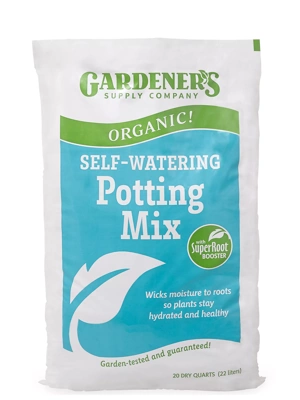 GARDENER'S
SUPPLY COMPANY
ORGANIC!
SELF-WATERING
Potting
Mix
with
SuperRoot
BOOSTER
Wicks moisture to roots
so plants stay
hydrated and healthy
Garden-tested and guaranteed!
20 DRY QUARTS (22 liters)